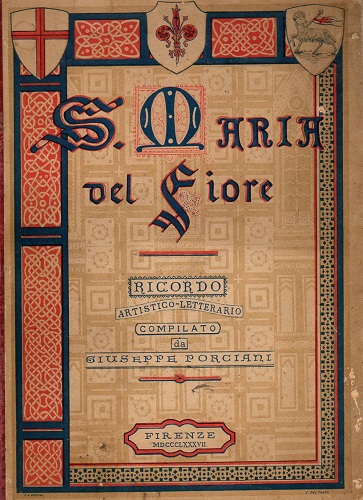 S. MARIA
del Fiore
RICORDO
ARTISTICO-LETTERARIO
COMPILATO
da
GIUSEPPE PORCIANI
FIRENZE
MDCCCLXXXVII